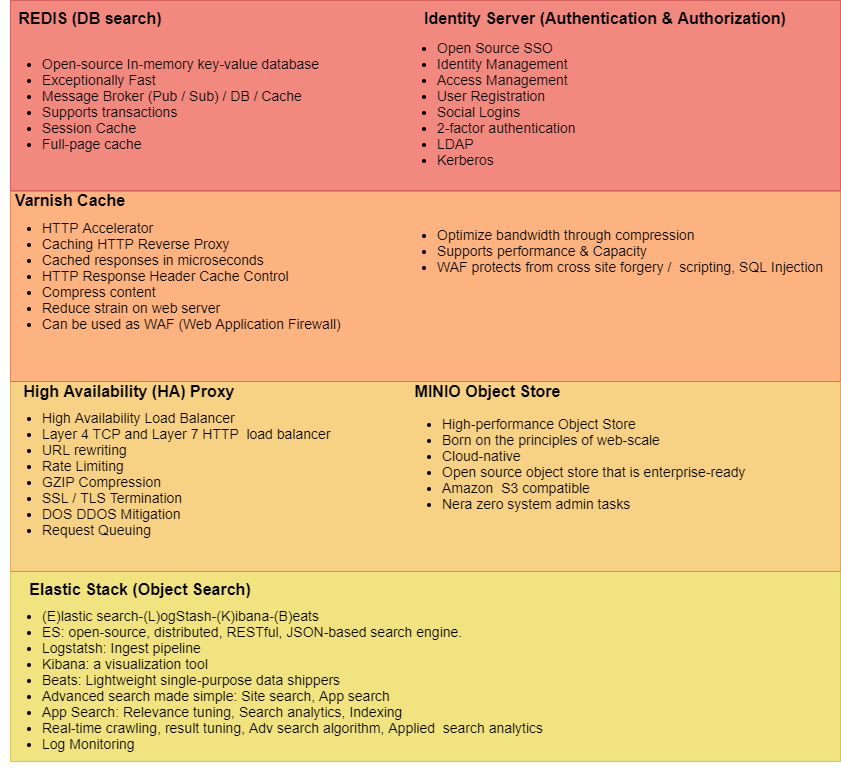 REDIS (DB search)
Open-source In-memory key-value database
Exceptionally Fast
Message Broker (Pub / Sub) / DB / Cache
Supports transactions
Session Cache
Full-page cache
Identity Server (Authentication & Authorization)
Open Source SSO
Identity Management
Access Management
User Registration
Social Logins
2-factor authentication
LDAP
Kerberos
Varnish Cache
HTTP Accelerator
Caching HTTP Reverse Proxy
Cached responses in microseconds
HTTP Response Header Cache Control
Compress content
Reduce strain on web server
Can be used as WAF (Web Application Firewall)
Optimize bandwidth through compression
Supports performance & Capacity
WAF protects from cross site forgery /  scripting, SQL Injection
High Availability (HA) Proxy
High Availability Load Balancer
Layer 4 TCP and Layer 7 HTTP  load balancer
URL rewriting
Rate Limiting
GZIP Compression
SSL / TLS Termination
DOS DDOS Mitigation
Request Queuing
MINIO Object Store
High-performance Object Store
Born on the principles of web-scale
Cloud-native
Open source object store that is enterprise-ready
Amazon  S3 compatible
Nera zero system admin tasks
Elastic Stack (Object Search)
(E)lastic search-(L)ogStash-(K)ibana-(B)eats
ES: open-source, distributed, RESTful, JSON-based search engine.
Logstatsh: Ingest pipeline
Kibana: a visualization tool
Beats: Lightweight single-purpose data shippers
Advanced search made simple: Site search, App search
App Search: Relevance tuning, Search analytics, Indexing
Real-time crawling, result tuning, Adv search algorithm, Applied  search analytics
Log Monitoring